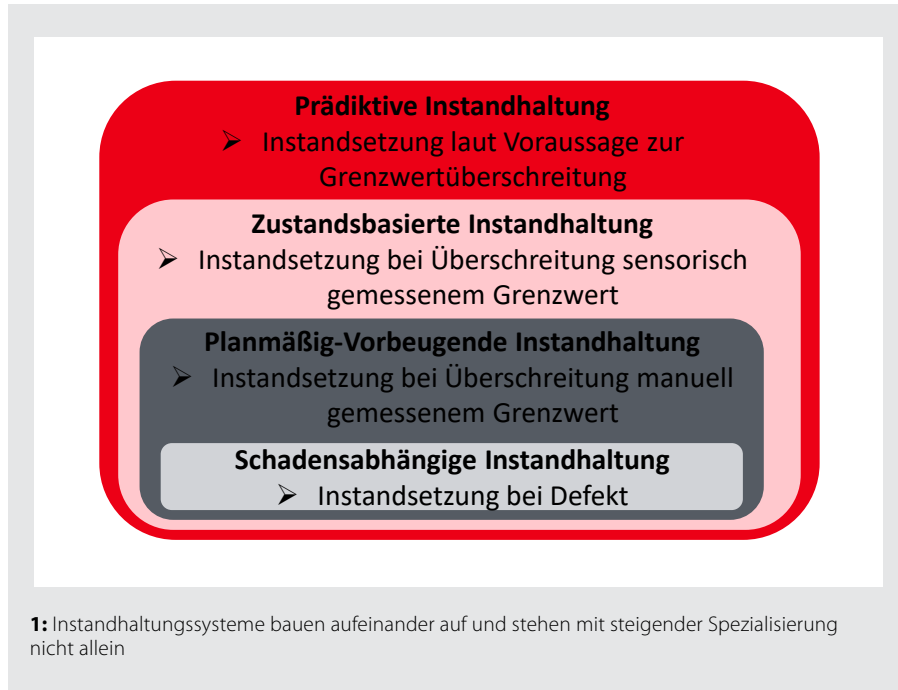 Prädiktive Instandhaltung
➢ Instandsetzung laut Voraussage zur
Grenzwertüberschreitung
Zustandsbasierte Instandhaltung
➢ Instandsetzung bei Überschreitung sensorisch
gemessenem Grenzwert
Planmäßig-Vorbeugende Instandhaltung
➢ Instandsetzung bei Überschreitung manuell
gemessenem Grenzwert
Schadensabhängige Instandhaltung
➢ Instandsetzung bei Defekt
1: Instandhaltungssysteme bauen aufeinander auf und stehen mit steigender Spezialisierung
nicht allein